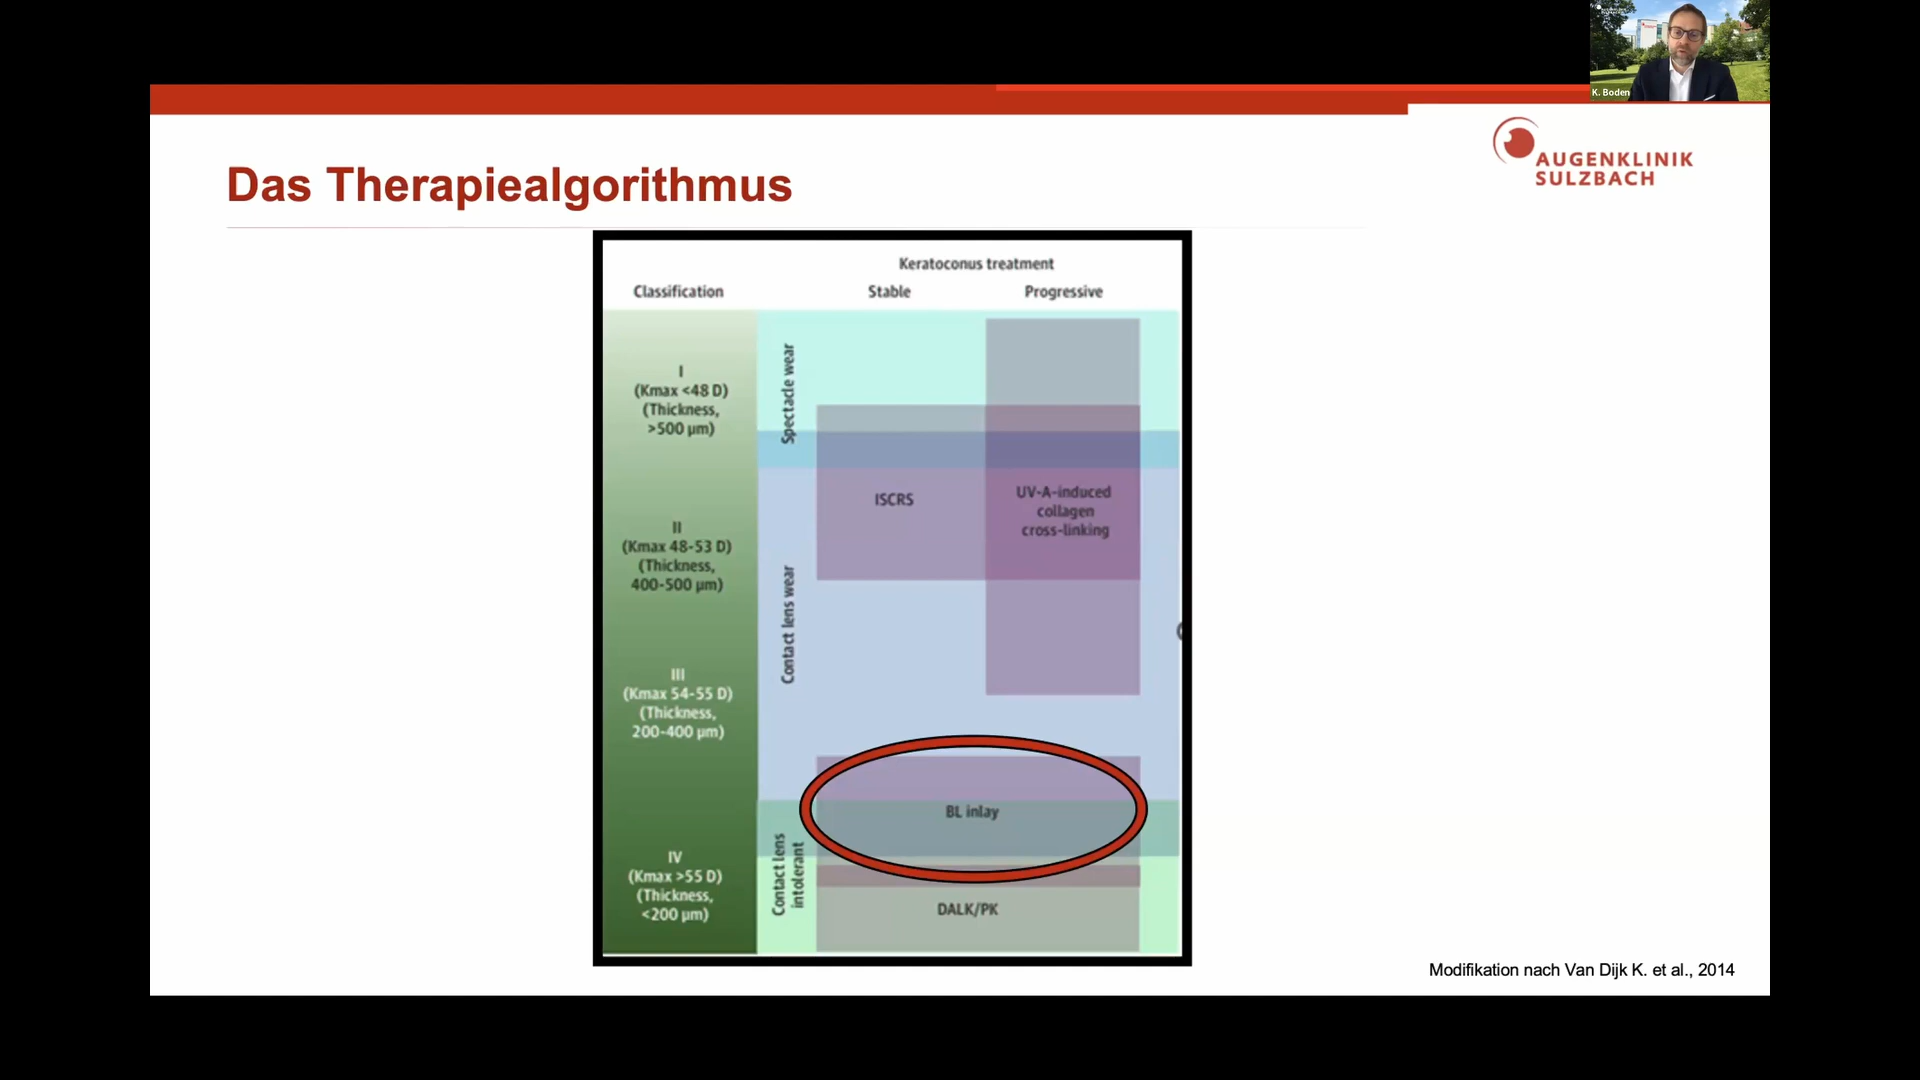 K. Boden
AUGENKLINIK
SULZBACH
Das Therapiealgorithmus
Keratoconus treatment
Classification
Stable
Progressive
I
(Kmax <48 D)
(Thickness,
>500 µm)
II
(Kmax 48-53 D)
(Thickness,
400-500 µm)
III
(Kmax 54-55 D)
(Thickness,
200-400 µm)
IV
(Kmax >55 D)
(Thickness,
<200 µm)
Spectacle wear
Contact lens wear
Contact lens
intolerant
ISCRS
UV-A-induced
collagen
cross-linking
BL inlay
DALK/PK
Modifikation nach Van Dijk K. et al., 2014